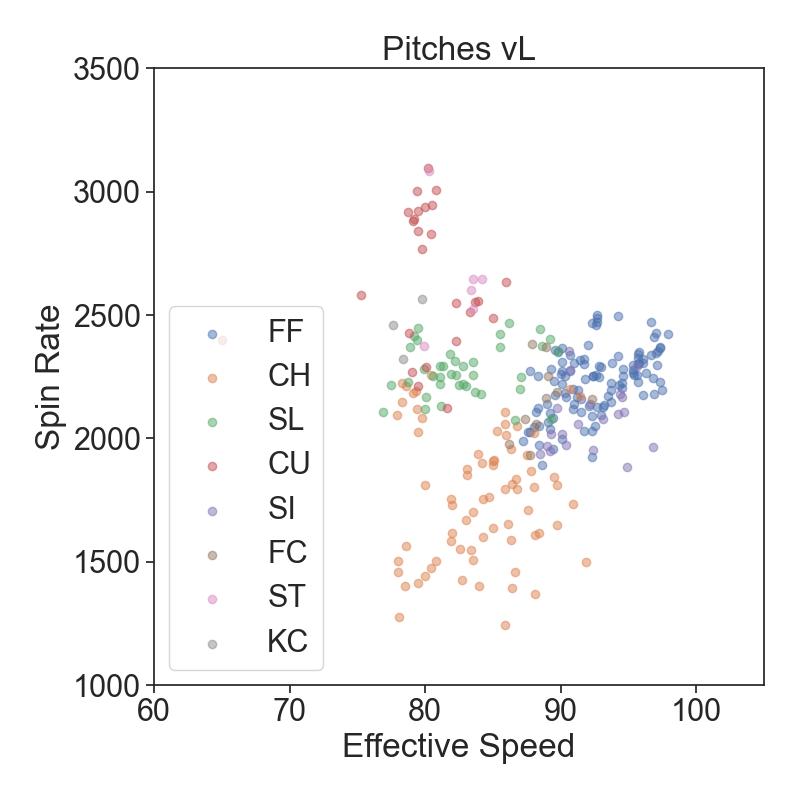 Pitches vL
3500
3000
2500
2000
1500
1000
Spin Rate
FF
CH
SL
CU
SI
FC
ST
KC
60 70 80 90 100
Effective Speed